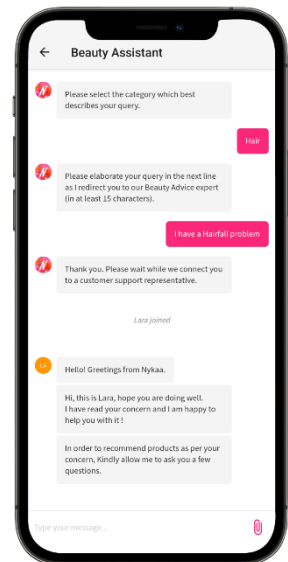 Beauty Assistant
Please select the category which best
describes your query.
Hair
Please elaborate your query in the next line
as I redirect you to our Beauty Advice expert
(in at least 15 characters).
I have a Hairfall problem
Thank you. Please wait while we connect you
to a customer support representative.
Lara joined
LA
Hello! Greetings from Nykaa.
Hi, this is Lara, hope you are doing well.
I have read your concern and I am happy to
help you with it !
In order to recommend products as per your
concern, Kindly allow me to ask you a few
questions.
Type your message...